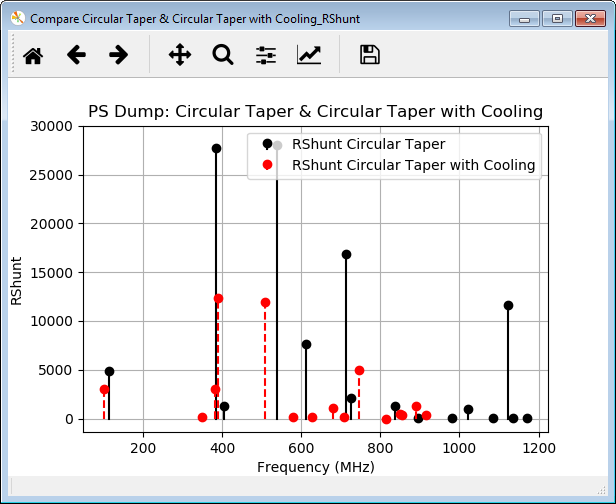 Compare Circular Taper & Circular Taper with Cooling_RShunt
PS Dump: Circular Taper & Circular Taper with Cooling
RShunt Circular Taper
RShunt Circular Taper with Cooling
30000
25000
20000
15000
10000
5000
0
RShunt
200 400 600 800 1000 1200
Frequency (MHz)